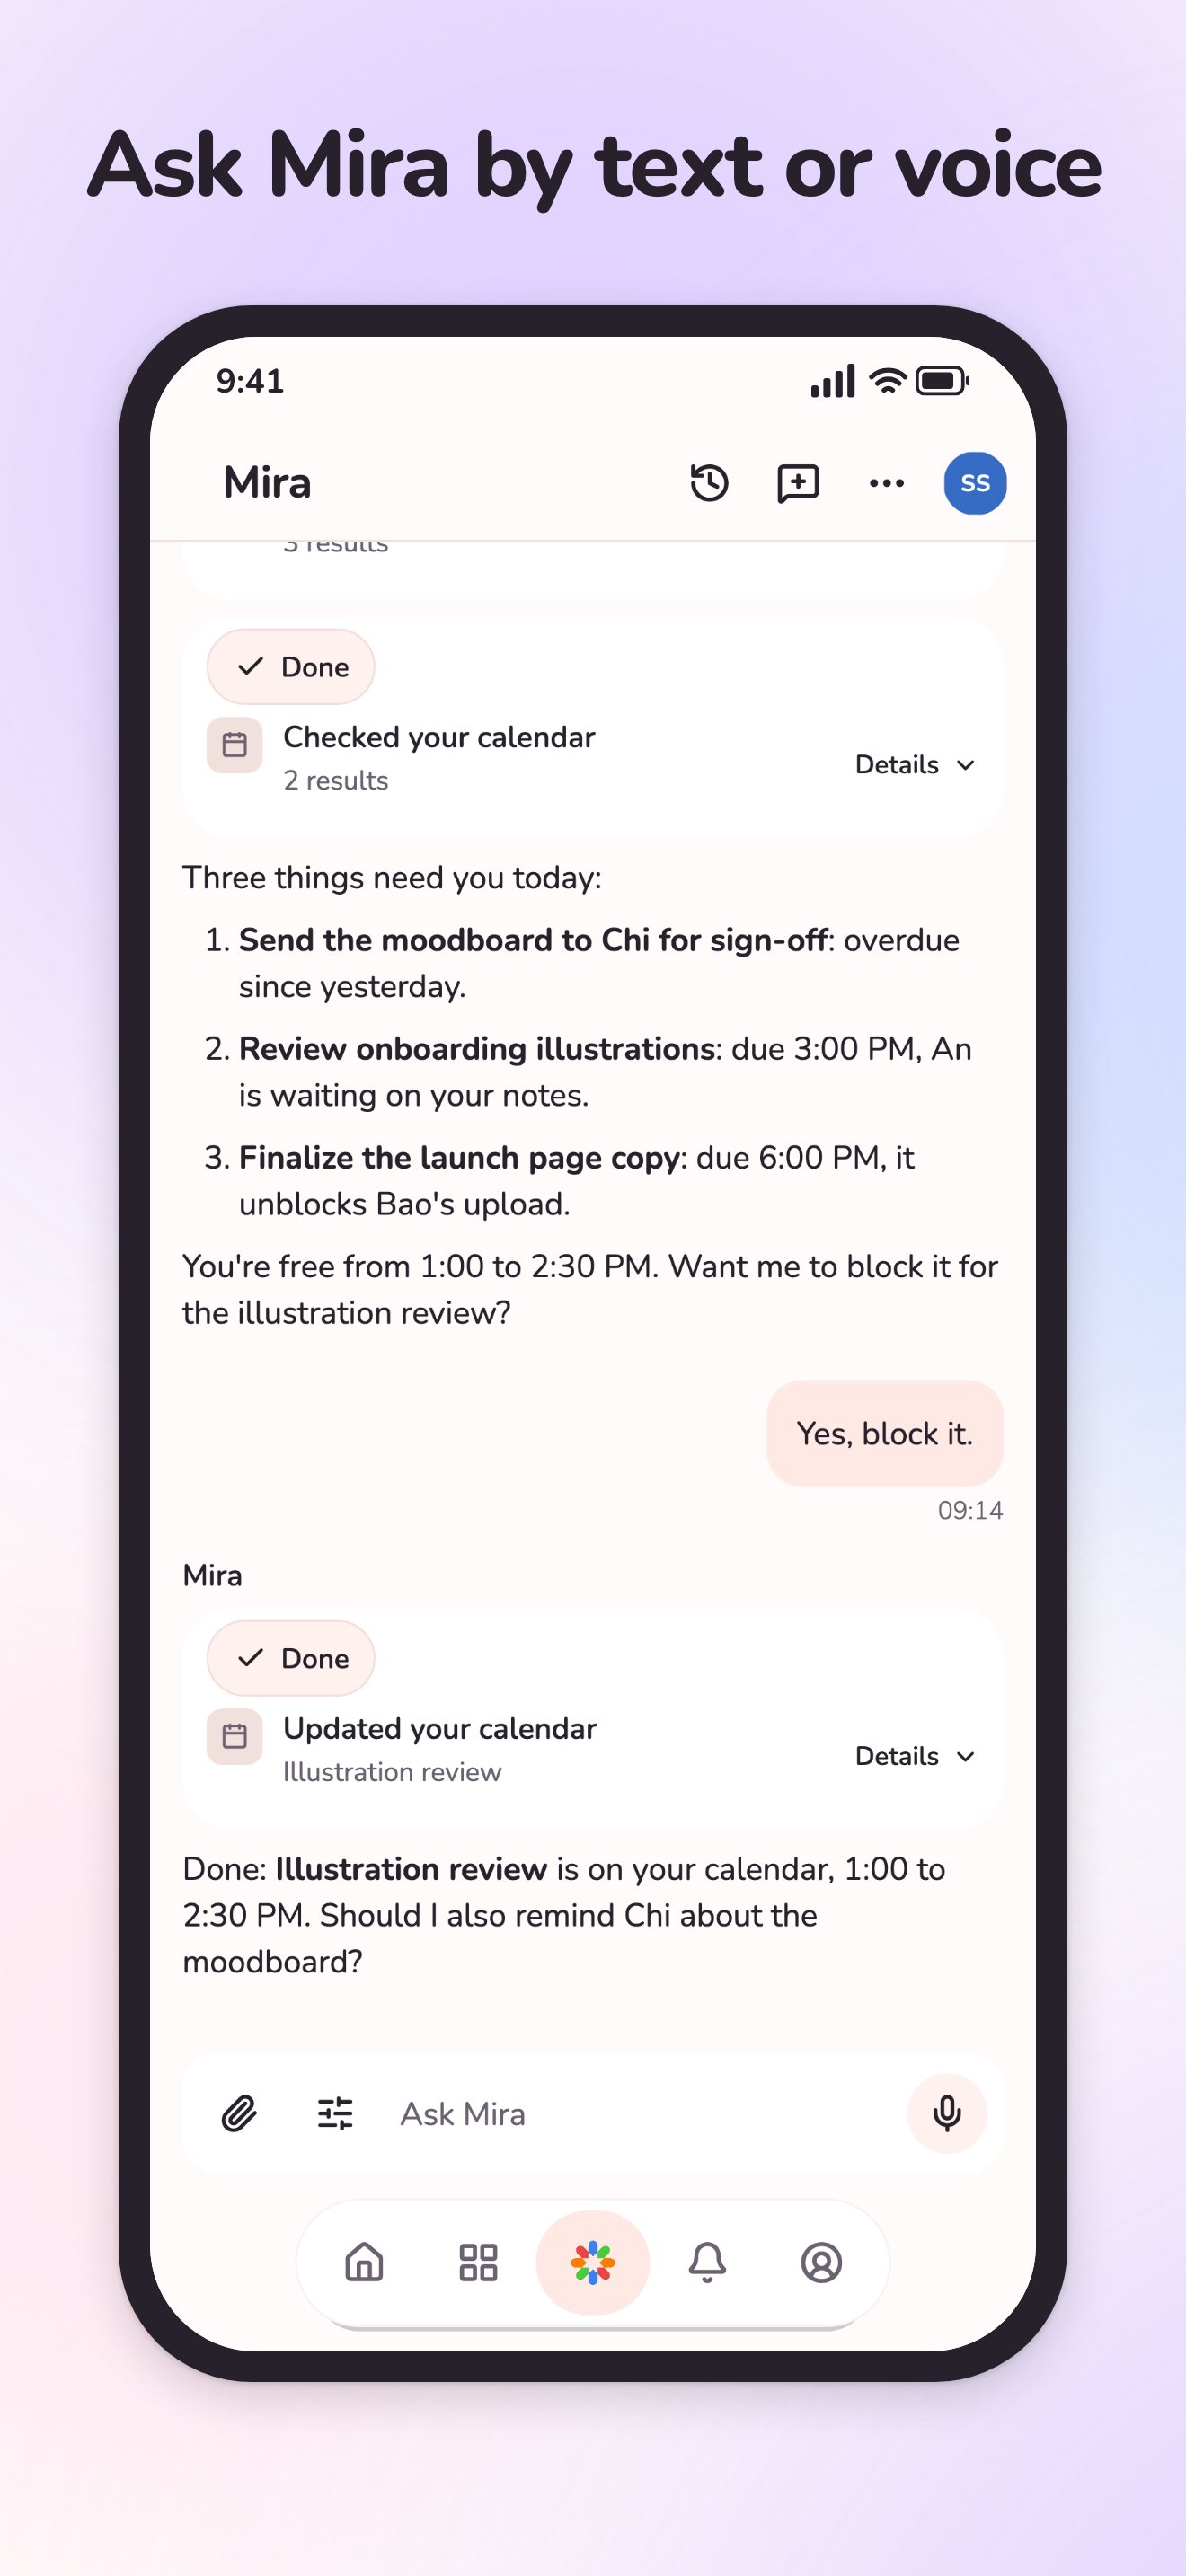 Ask Mira by text or voice
9:41
Mira
SS
3 results
Done
Checked your calendar
2 results
Details
Three things need you today:
1. Send the moodboard to Chi for sign-off: overdue
since yesterday.
2. Review onboarding illustrations: due 3:00 PM, An
is waiting on your notes.
3. Finalize the launch page copy: due 6:00 PM, it
unblocks Bao's upload.
You're free from 1:00 to 2:30 PM. Want me to block it for
the illustration review?
Yes, block it.
09:14
Mira
Done
Updated your calendar
Illustration review
Details
Done: Illustration review is on your calendar, 1:00 to
2:30 PM. Should I also remind Chi about the
moodboard?
Ask Mira